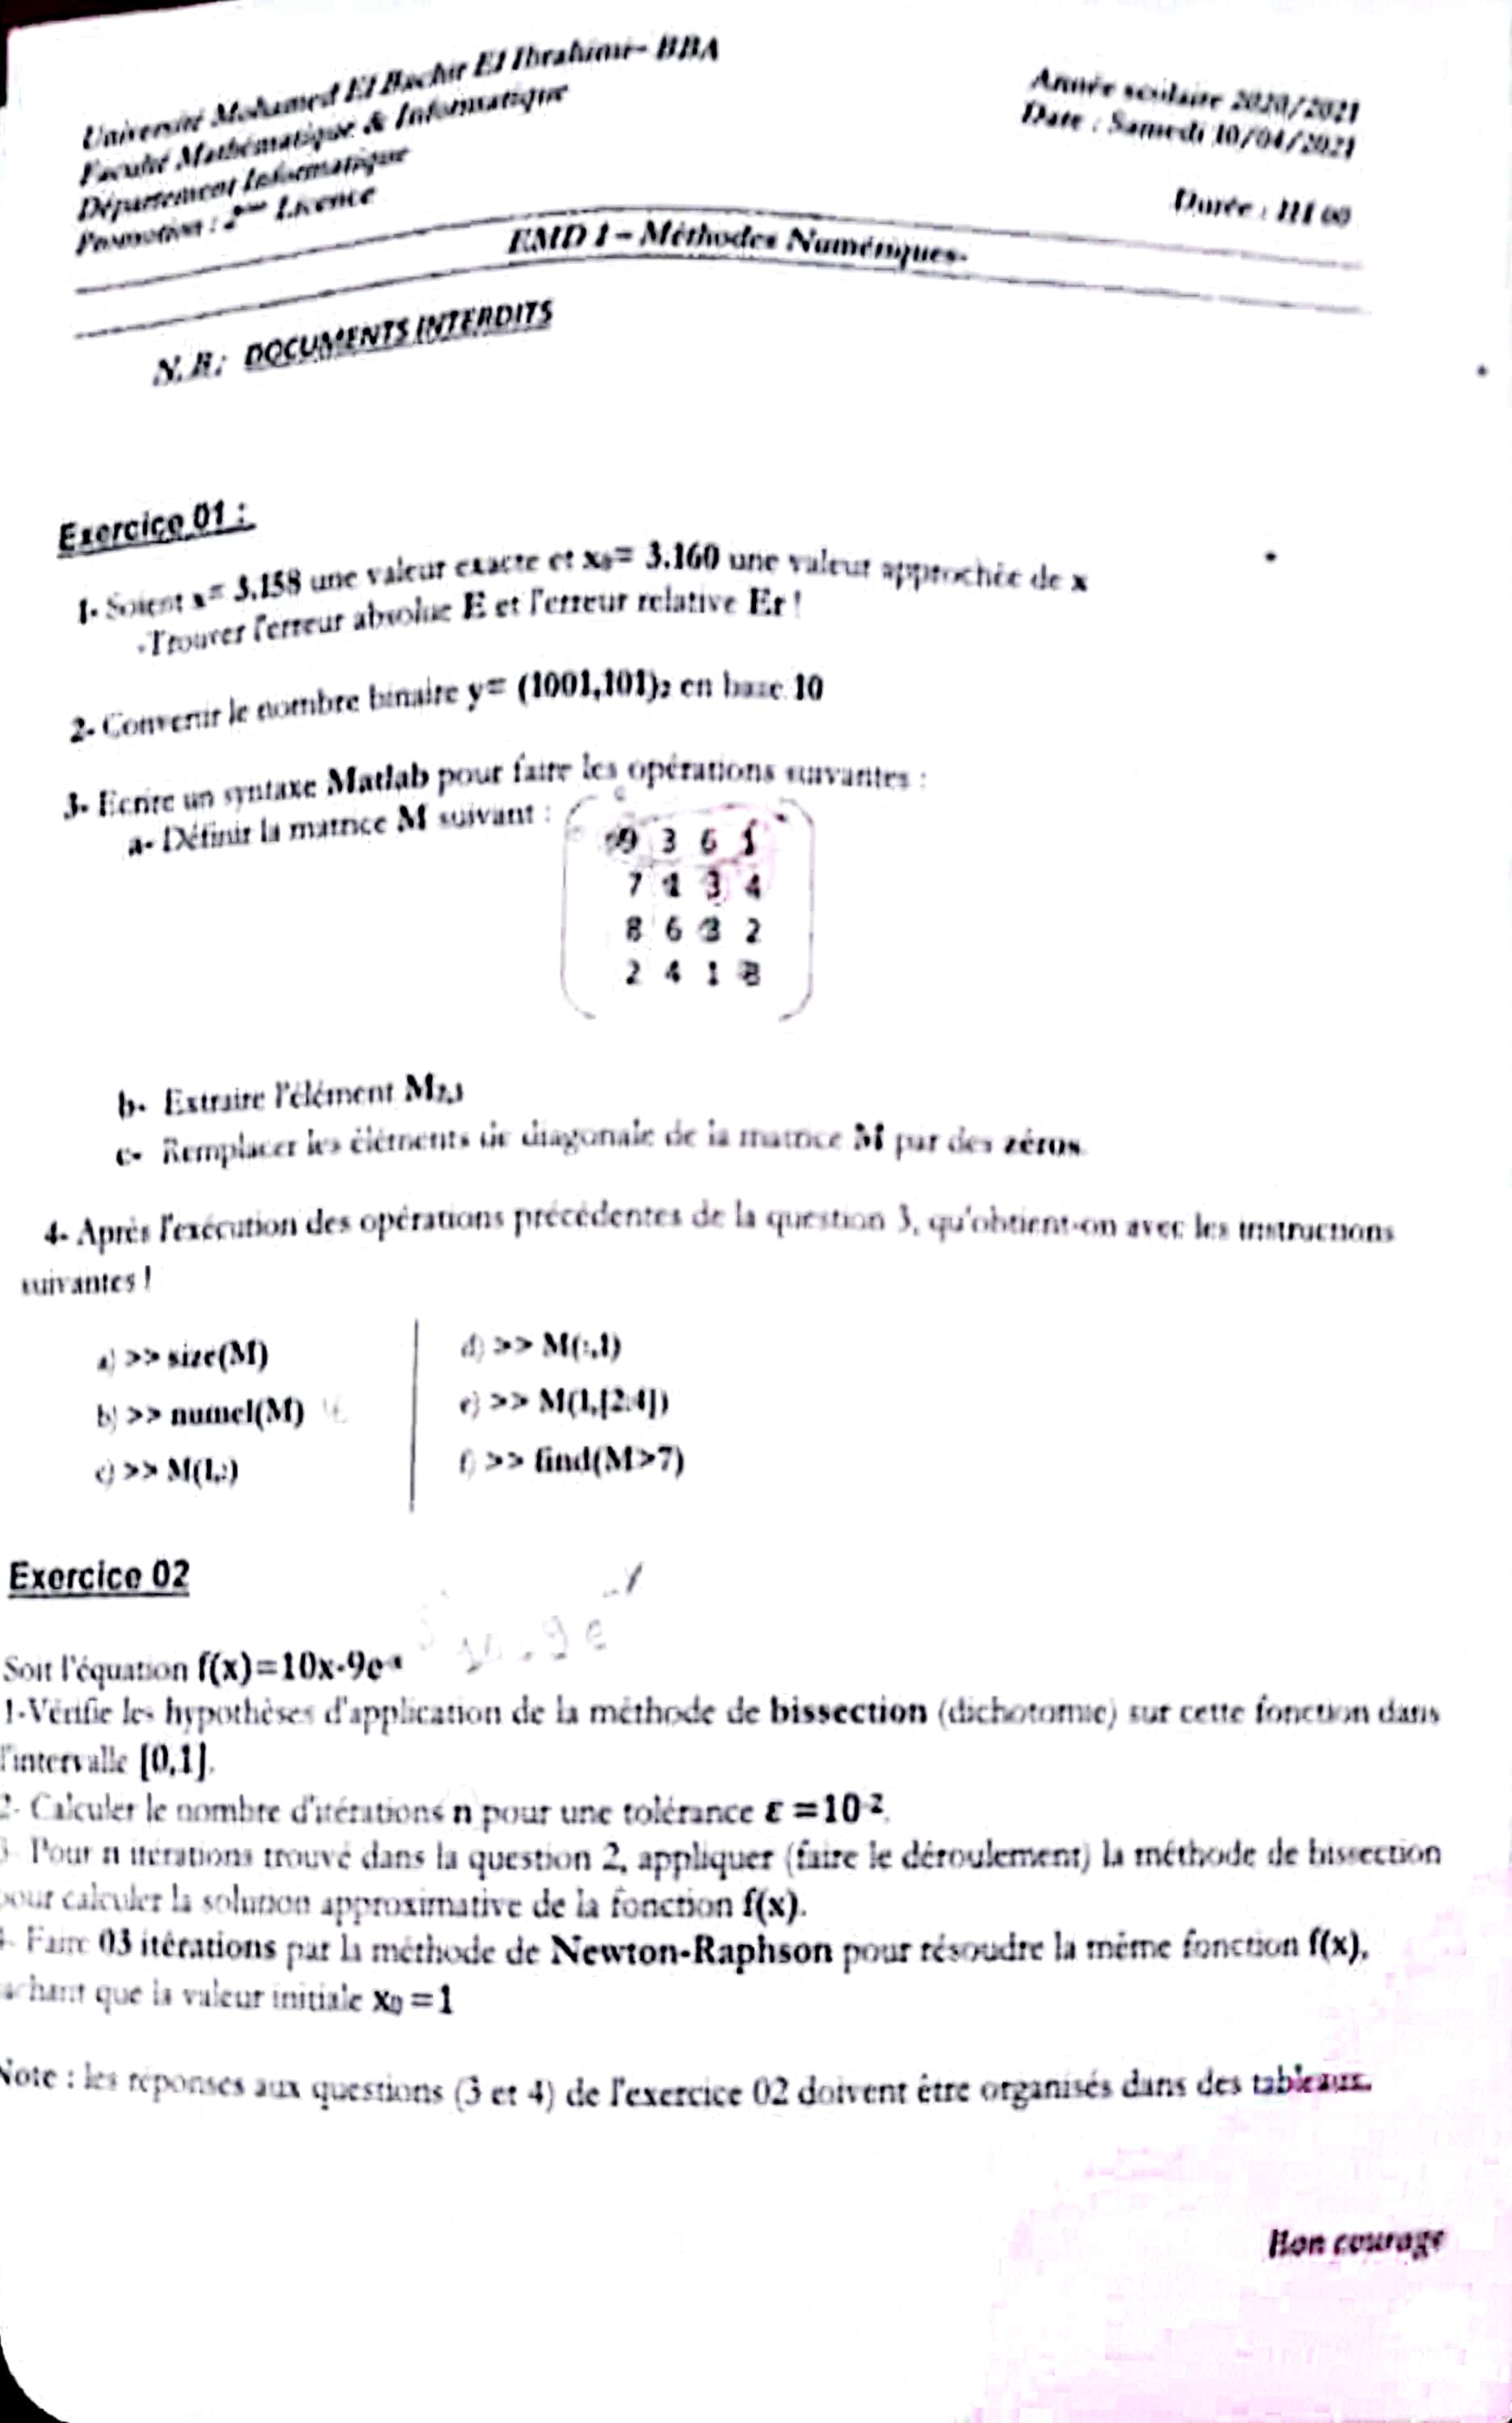 Université Mohamed El Bachir El Ibrahimi- BBA
Faculté Mathématique & Informatique
Département Informatique
Promotion : 2ème Licence
Année scolaire 2020/2021
Date : Samedi 10/04/2021
Durée : 1H 00
EMD 1 – Méthodes Numériques-
N.B.: DOCUMENTS INTERDITS
Exercice 01 :
1- Soient x= 3.158 une valeur exacte et x₀= 3.160 une valeur approchée de x
-Trouver l'erreur absolue E et l'erreur relative Er !
2- Convertir le nombre binaire y= (1001,101)₂ en base 10
3- Ecrire un syntaxe Matlab pour faire les opérations suivantes :
a- Définir la matrice M suivant :
9 3 6 1
7 1 3 4
8 6 3 2
2 4 1 8
b- Extraire l'élément
c- Remplacer les éléments de diagonale de la matrice M par des zéros
4- Après l'exécution des opérations précédentes de la question 3, qu'obtient-on avec les instructions
suivantes !
a) >> size(M)
b) >> numel(M)
c) >> M(1,:)
d) >> M(:,1)
e) >> M(1,[2:4])
f) >> find(M>7)
Exercice 02
10 - 9e⁻¹
Soit l'équation f(x)=10x-9e⁻ˣ
1-Vérifie les hypothèses d'application de la méthode de bissection (dichotomie) sur cette fonction dans
l'intervalle [0,1].
2- Calculer le nombre d'itérations n pour une tolérance ε =10⁻².
3- Pour n itérations trouvé dans la question 2, appliquer (faire le déroulement) la méthode de bissection
pour calculer la solution approximative de la fonction f(x).
4- Faire 03 itérations par la méthode de Newton-Raphson pour résoudre la même fonction f(x),
sachant que la valeur initiale x₀ =1
Note : les réponses aux questions (3 et 4) de l'exercice 02 doivent être organisés dans des tableaux.
Bon courage